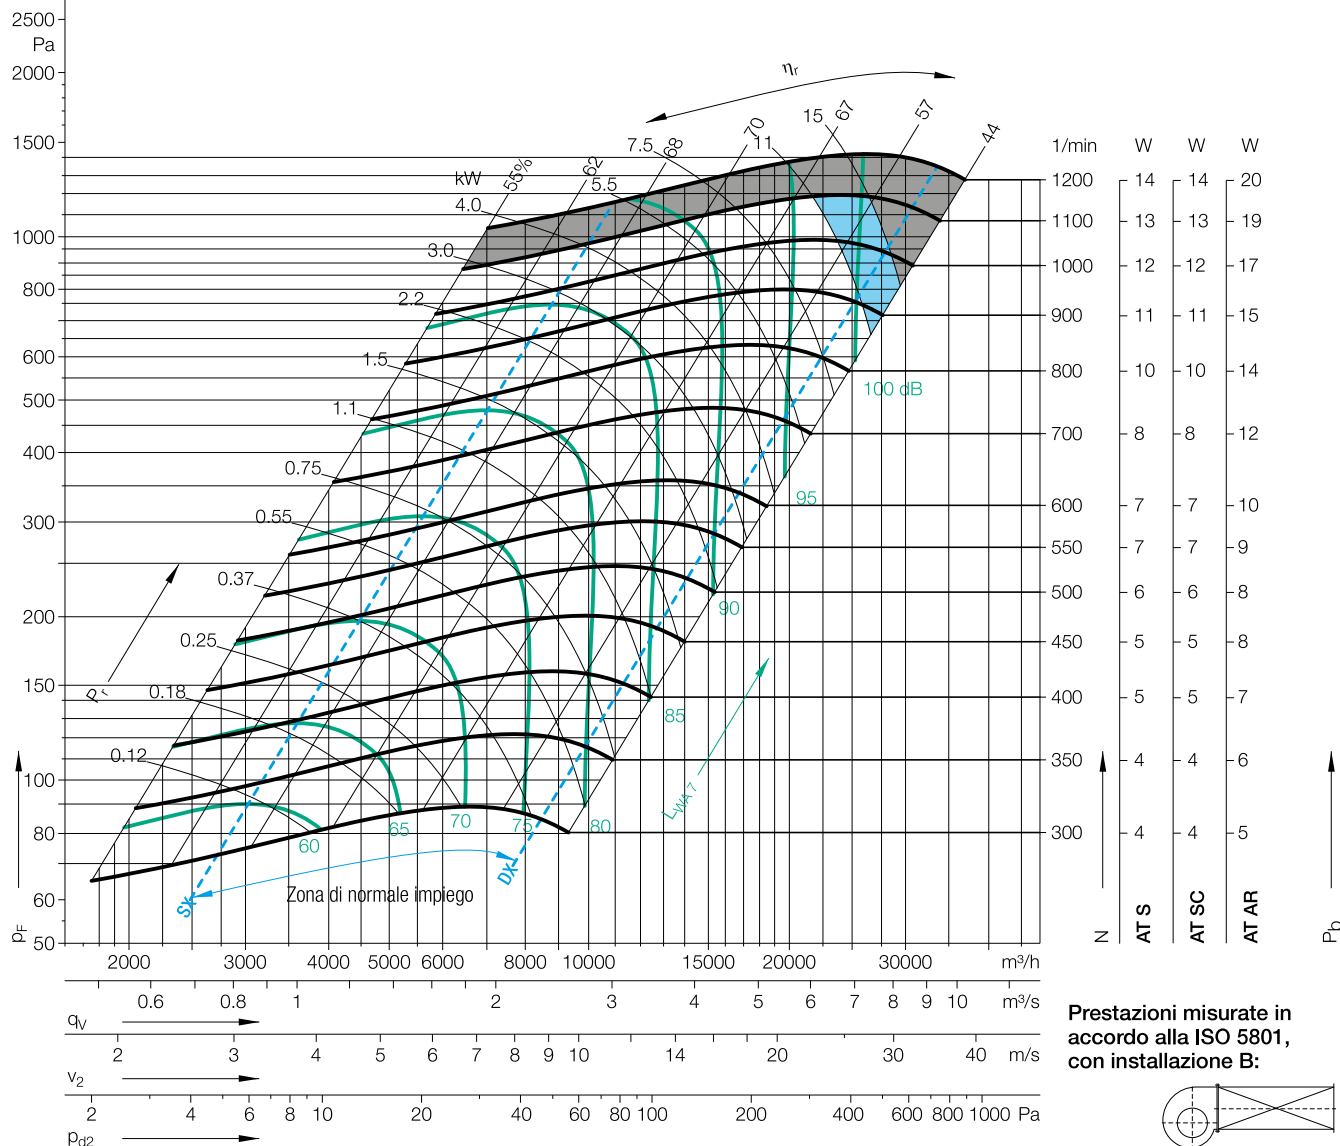 2500
Pa
2000
1500
1000
800
600
500
400
300
200
150
100
80
60
50
pF
ηr
kW
55%
62
68
70
67
57
44
4.0
5.5
7.5
11
15
3.0
2.2
1.5
1.1
0.75
0.55
0.37
0.25
0.18
0.12
Pr
100 dB
95
90
85
80
75
70
65
60
LWA 7
SX
DX
Zona di normale impiego
1/min W W W
1200 14 14 20
1100 13 13 19
1000 12 12 17
900 11 11 15
800 10 10 14
700 8 8 12
600 7 7 10
550 7 7 9
500 6 6 8
450 5 5 8
400 5 5 7
350 4 4 6
300 4 4 5
N AT S AT SC AT AR Pb
2000 3000 4000 5000 6000 8000 10000 15000 20000 30000 m³/h
0.6 0.8 1 2 3 4 5 6 7 8 9 10 m³/s
qV
2 3 4 5 6 7 8 9 10 14 20 30 40 m/s
v2
2 4 6 8 10 20 40 60 80 100 200 400 600 800 1000 Pa
pd2
Prestazioni misurate in
accordo alla ISO 5801,
con installazione B: